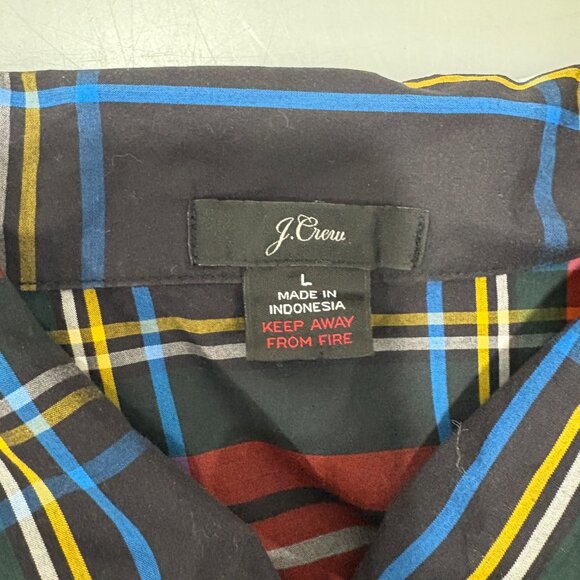 J.Crew
L
MADE IN
INDONESIA
KEEP AWAY
FROM FIRE